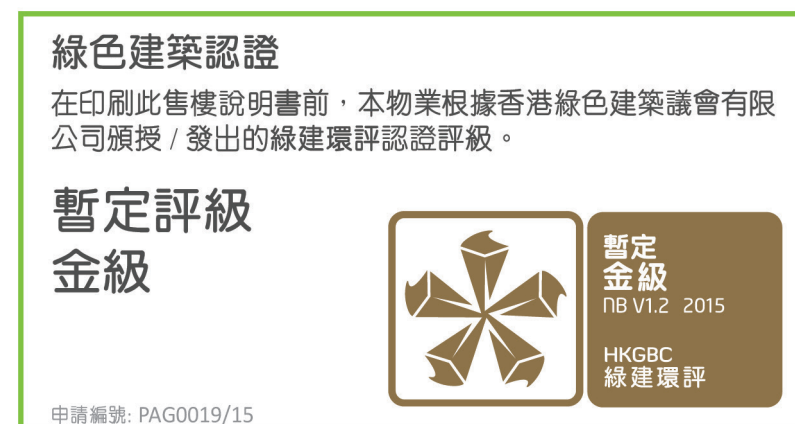 綠色建築認證
在印刷此售樓說明書前，本物業根據香港綠色建築議會有限
公司頒授 / 發出的綠建環評認證評級。
暫定評級
金級
暫定
金級
NB V1.2 2015
HKGBC
綠建環評
申請編號: PAG0019/15